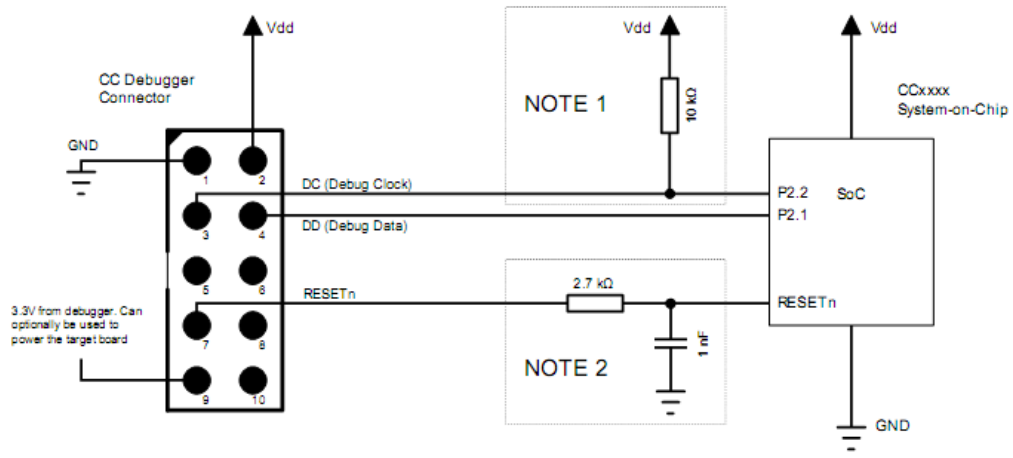 Vdd
Vdd
Vdd
CC Debugger
Connector
CCxxxx
System-on-Chip
NOTE 1
10 kΩ
GND
1
2
DC (Debug Clock)
P2.2
SoC
3
4
DD (Debug Data)
P2.1
5
6
RESETn
2.7 kΩ
RESETn
3.3V from debugger. Can
optionally be used to
power the target board
7
8
1 nF
NOTE 2
9
10
GND